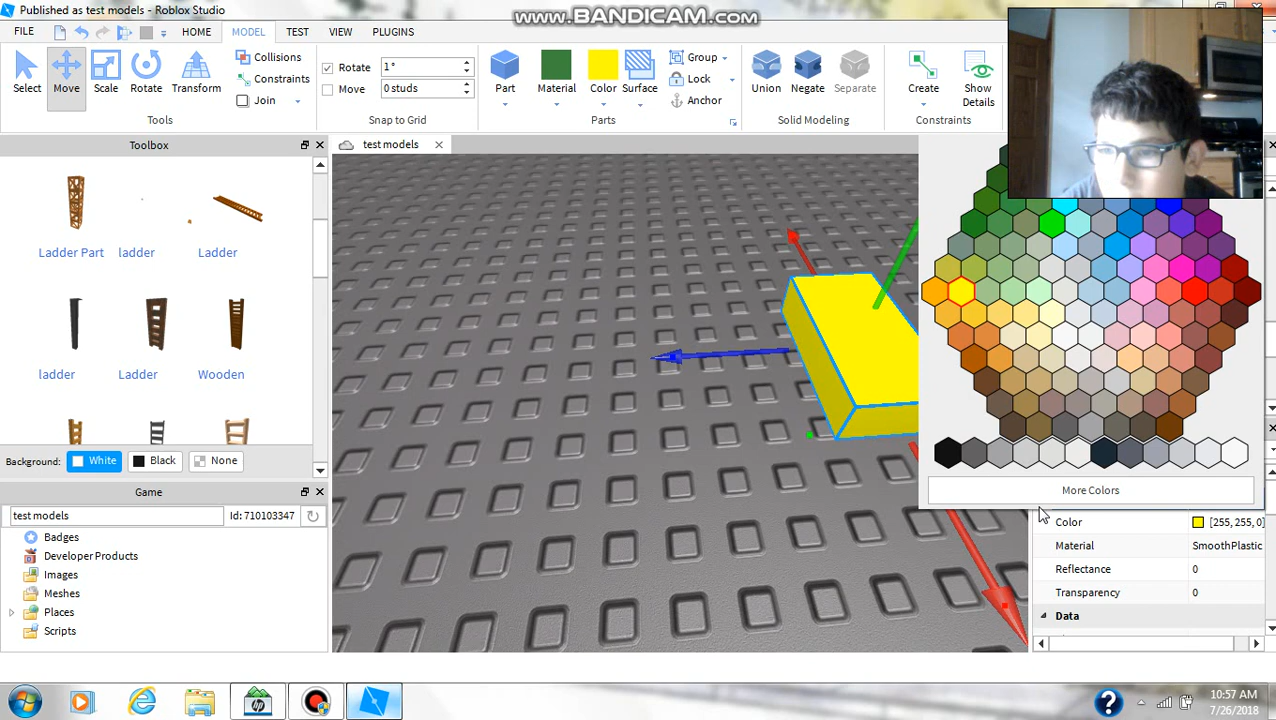 Published as test models - Roblox Studio
WWW.BANDICAM.COM
FILE HOME MODEL TEST VIEW PLUGINS
Select Move Scale Rotate Transform
Collisions
Constraints
Join
Tools
Rotate 1°
Move 0 studs
Snap to Grid
Part Material Color Surface
Group
Lock
Anchor
Parts
Union Negate Separate
Solid Modeling
Create Show Details
Constraints
Toolbox
test models
Ladder Part ladder Ladder
ladder Ladder Wooden
Background: White Black None
More Colors
Game
test models Id: 710103347
Badges
Developer Products
Images
Meshes
Places
Scripts
Color [255, 255, 0]
Material SmoothPlastic
Reflectance 0
Transparency 0
Data
hp
?
10:57 AM
7/26/2018